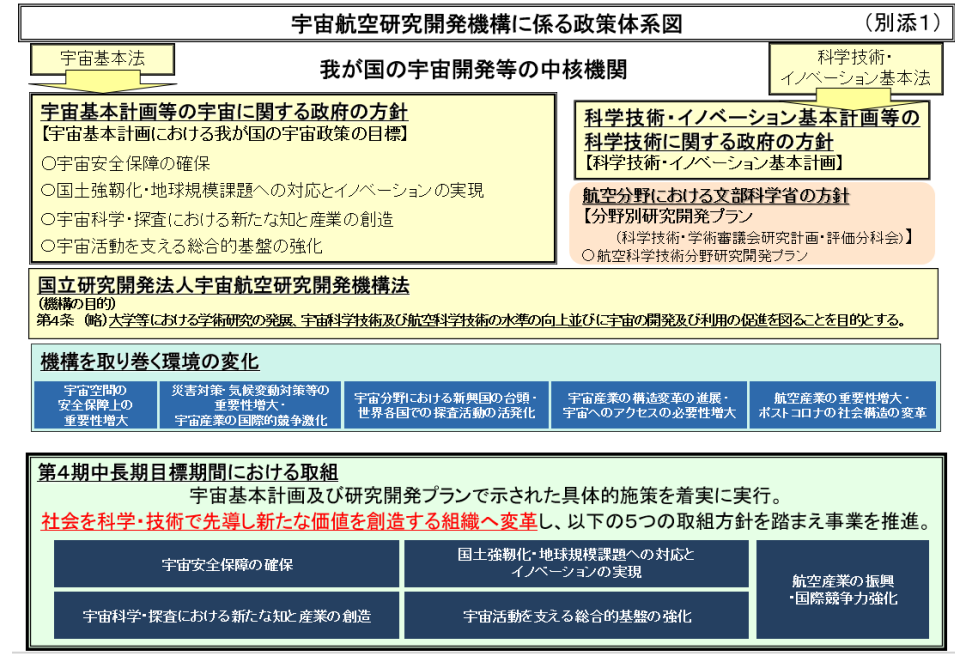 宇宙航空研究開発機構に係る政策体系図
(別添1)
宇宙基本法
我が国の宇宙開発等の中核機関
科学技術・
イノベーション基本法
宇宙基本計画等の宇宙に関する政府の方針
【宇宙基本計画における我が国の宇宙政策の目標】
○宇宙安全保障の確保
○国土強靱化・地球規模課題への対応とイノベーションの実現
○宇宙科学・探査における新たな知と産業の創造
○宇宙活動を支える総合的基盤の強化
科学技術・イノベーション基本計画等の
科学技術に関する政府の方針
【科学技術・イノベーション基本計画】
航空分野における文部科学省の方針
【分野別研究開発プラン
(科学技術・学術審議会研究計画・評価分科会)】
○航空科学技術分野研究開発プラン
国立研究開発法人宇宙航空研究開発機構法
(機構の目的)
第4条 (略)大学等における学術研究の発展、宇宙科学技術及び航空科学技術の水準の向上並びに宇宙の開発及び利用の促進を図ることを目的とする。
機構を取り巻く環境の変化
宇宙空間の
安全保障上の
重要性増大
災害対策・気候変動対策等の
重要性増大・
宇宙産業の国際的競争激化
宇宙分野における新興国の台頭・
世界各国での探査活動の活発化
宇宙産業の構造変革の進展・
宇宙へのアクセスの必要性増大
航空産業の重要性増大・
ポストコロナの社会構造の変革
第4期中長期目標期間における取組
宇宙基本計画及び研究開発プランで示された具体的施策を着実に実行。
社会を科学・技術で先導し新たな価値を創造する組織へ変革し、以下の5つの取組方針を踏まえ事業を推進。
宇宙安全保障の確保
国土強靱化・地球規模課題への対応と
イノベーションの実現
宇宙科学・探査における新たな知と産業の創造
宇宙活動を支える総合的基盤の強化
航空産業の振興
・国際競争力強化